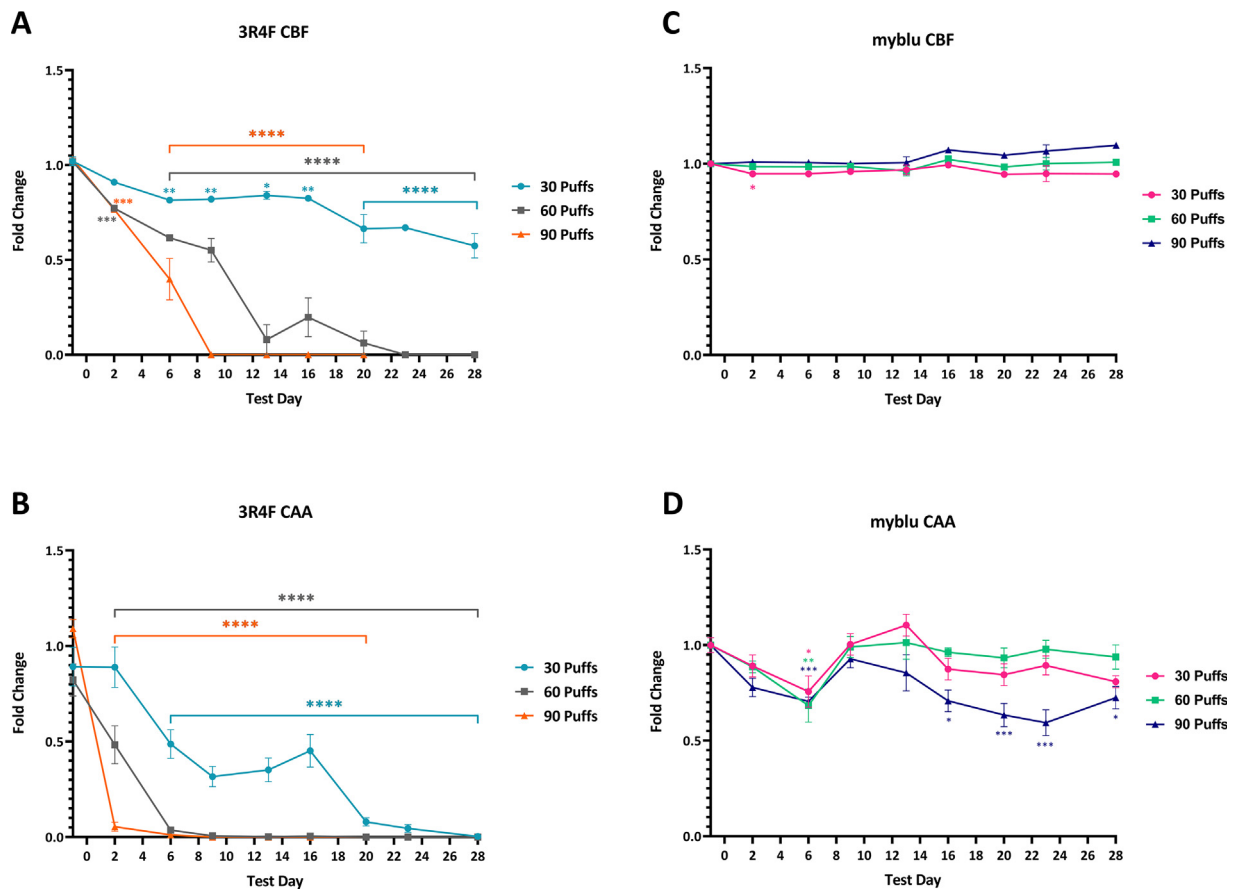 A
3R4F CBF
Fold Change
1.5
1.0
0.5
0.0
****
****
****
** ** * **
***
***
0 2 4 6 8 10 12 14 16 18 20 22 24 26 28
Test Day
30 Puffs
60 Puffs
90 Puffs
C
myblu CBF
Fold Change
1.5
1.0
0.5
0.0
*
0 2 6 8 10 12 14 16 18 20 22 24 26 28
Test Day
30 Puffs
60 Puffs
90 Puffs
B
3R4F CAA
Fold Change
1.5
1.0
0.5
0.0
****
****
****
0 2 6 8 10 12 14 16 18 20 22 24 26 28
Test Day
30 Puffs
60 Puffs
90 Puffs
D
myblu CAA
Fold Change
1.5
1.0
0.5
0.0
*
**
***
*
***
***
*
0 2 6 8 10 12 14 16 18 20 22 24 26 28
Test Day
30 Puffs
60 Puffs
90 Puffs